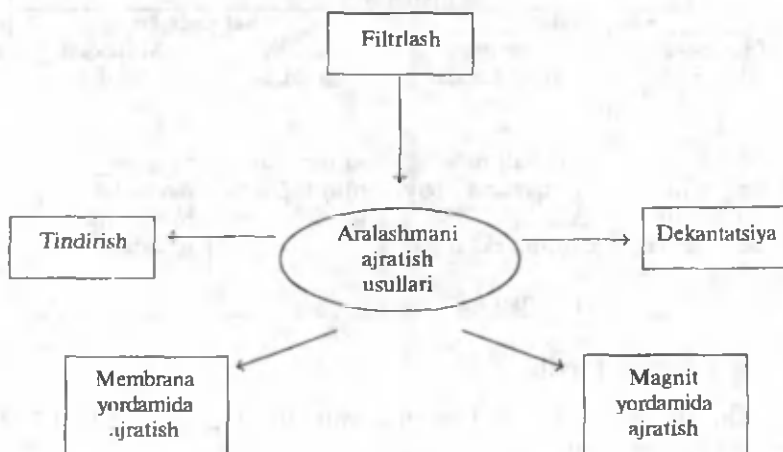 Filtrlash
Tindirish
Aralashmani
ajratish
usullari
Dekantatsiya
Membrana
yordamida
ajratish
Magnit
yordamida
ajratish